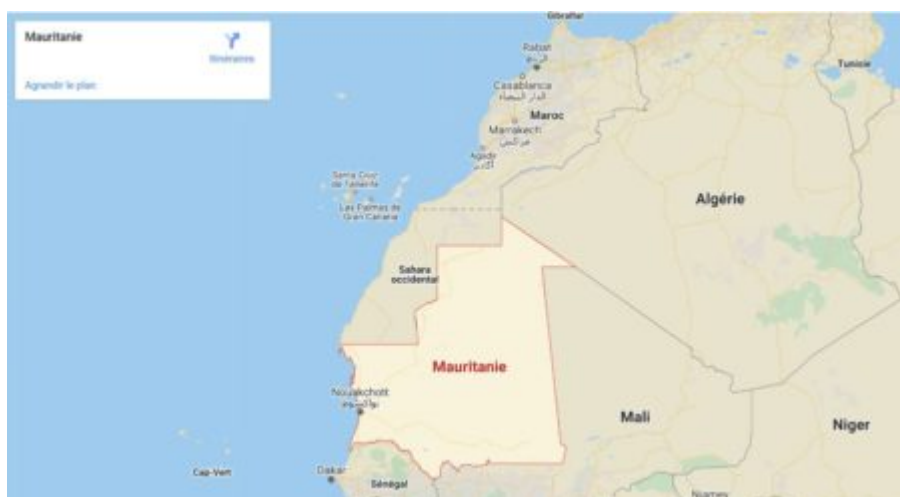 Mauritanie
Itinéraires
Agrandir le plan
Gibraltar
Rabat
الرباط
Casablanca
الدار البيضاء
Maroc
Marrakech
مراكش
Agadir
أكادير
Tunisie
Santa Cruz
de Tenerife
Las Palmas de
Gran Canaria
Algérie
Sahara
occidental
Mauritanie
Nouakchott
نواكشوط
Mali
Niger
Cap-Vert
Dakar
Sénégal
Niamey